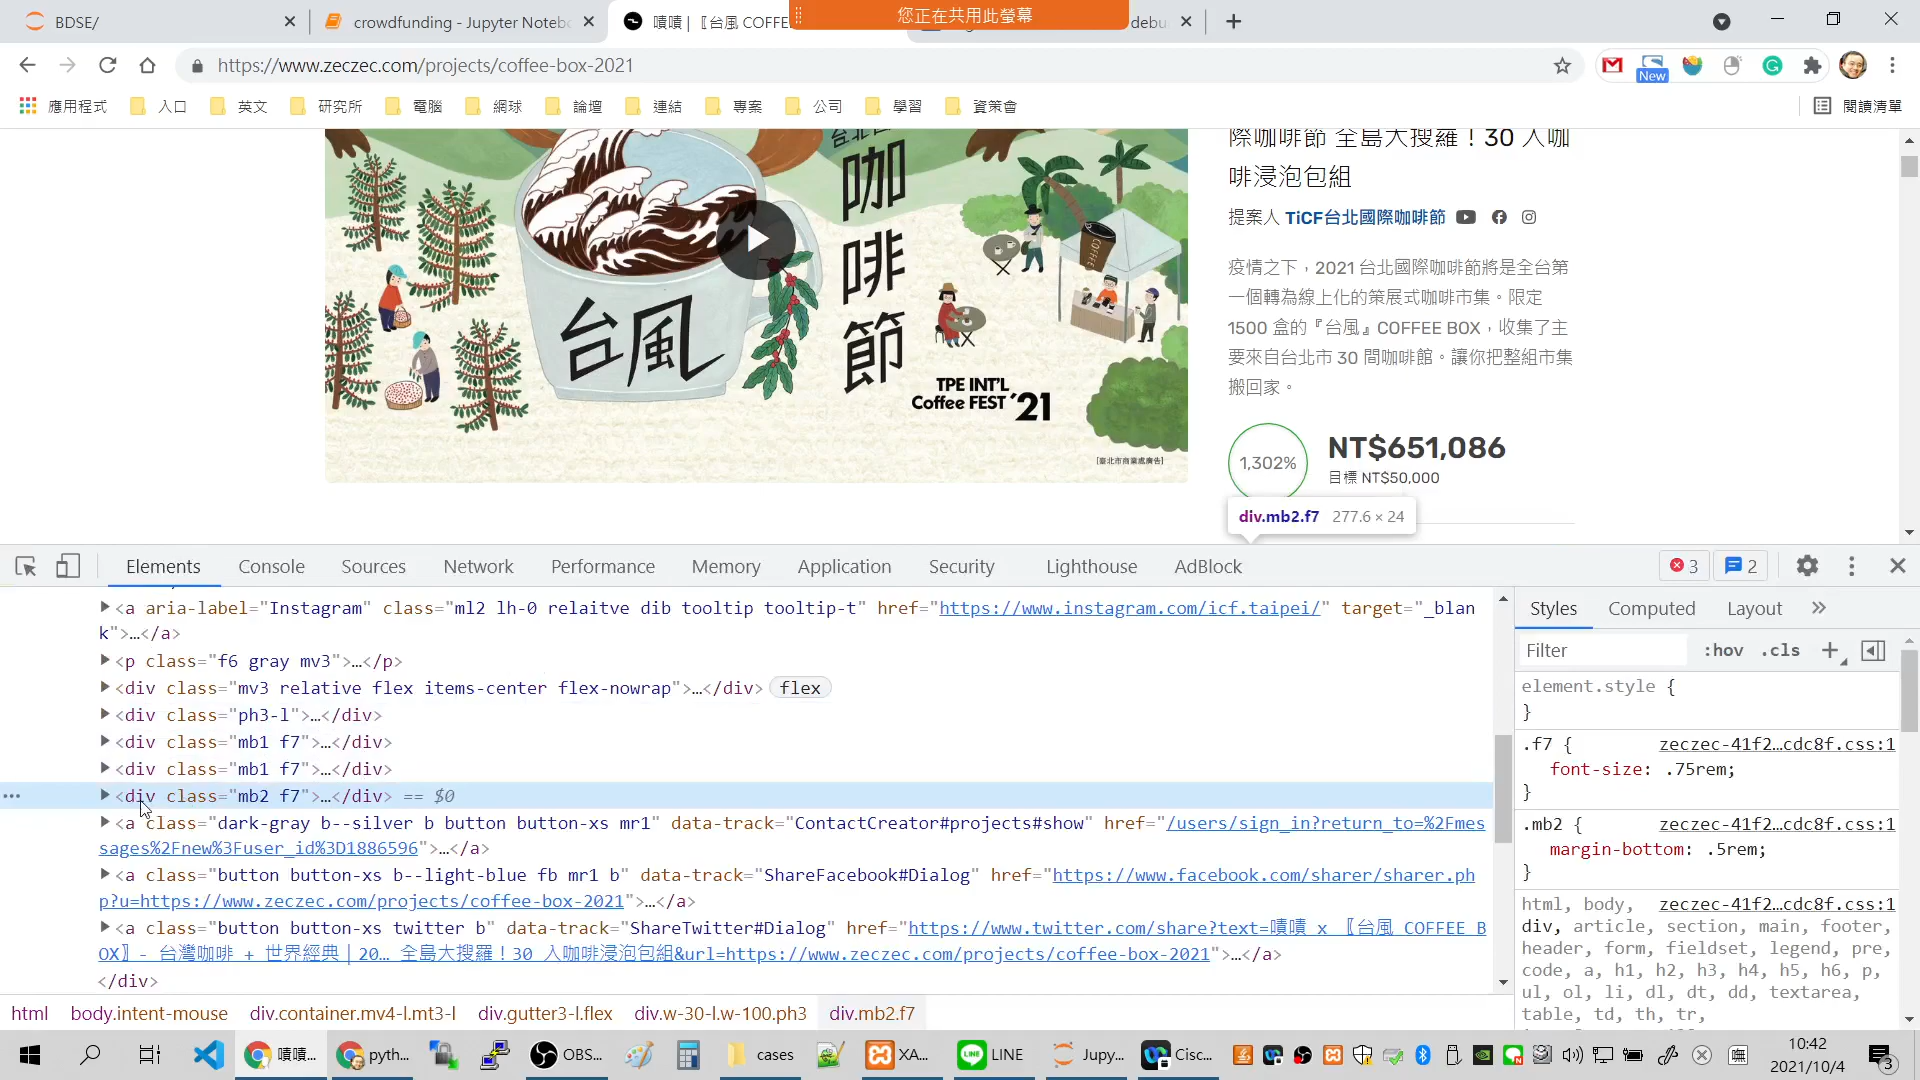 BDSE/
crowdfunding - Jupyter Notebo
嘖嘖 | 〖台風 COFFE
您正在共用此螢幕
debu
https://www.zeczec.com/projects/coffee-box-2021
New
應用程式
入口
英文
研究所
電腦
網球
論壇
連結
專案
公司
學習
資策會
閱讀清單
咖
啡
節
台風
TPE INT'L
Coffee FEST '21
[臺北市商業處廣告]
際咖啡節 全島大搜羅！30 入咖
啡浸泡包組
提案人 TiCF台北國際咖啡節
疫情之下，2021 台北國際咖啡節將是全台第
一個轉為線上化的策展式咖啡市集。限定
1500 盒的『台風』COFFEE BOX，收集了主
要來自台北市 30 間咖啡館。讓你把整組市集
搬回家。
1,302%
NT$651,086
目標 NT$50,000
div.mb2.f7 277.6 × 24
Elements
Console
Sources
Network
Performance
Memory
Application
Security
Lighthouse
AdBlock
3
2
<a aria-label="Instagram" class="ml2 lh-0 relaitve dib tooltip tooltip-t" href="https://www.instagram.com/icf.taipei/" target="_blan
k">…</a>
<p class="f6 gray mv3">…</p>
<div class="mv3 relative flex items-center flex-nowrap">…</div> flex
<div class="ph3-l">…</div>
<div class="mb1 f7">…</div>
<div class="mb1 f7">…</div>
<div class="mb2 f7">…</div> == $0
<a class="dark-gray b--silver b button button-xs mr1" data-track="ContactCreator#projects#show" href="/users/sign_in?return_to=%2Fmes
sages%2Fnew%3Fuser_id%3D1886596">…</a>
<a class="button button-xs b--light-blue fb mr1 b" data-track="ShareFacebook#Dialog" href="https://www.facebook.com/sharer/sharer.ph
p?u=https://www.zeczec.com/projects/coffee-box-2021">…</a>
<a class="button button-xs twitter b" data-track="ShareTwitter#Dialog" href="https://www.twitter.com/share?text=嘖嘖 x 〖台風 COFFEE B
OX〗- 台灣咖啡 + 世界經典｜20… 全島大搜羅！30 入咖啡浸泡包組&url=https://www.zeczec.com/projects/coffee-box-2021">…</a>
</div>
html body.intent-mouse div.container.mv4-l.mt3-l div.gutter3-l.flex div.w-30-l.w-100.ph3 div.mb2.f7
Styles
Computed
Layout
Filter
:hov
.cls
element.style {
}
.f7 { zeczec-41f2…cdc8f.css:1
font-size: .75rem;
}
.mb2 { zeczec-41f2…cdc8f.css:1
margin-bottom: .5rem;
}
html, body, zeczec-41f2…cdc8f.css:1
div, article, section, main, footer,
header, form, fieldset, legend, pre,
code, a, h1, h2, h3, h4, h5, h6, p,
ul, ol, li, dl, dt, dd, textarea,
table, td, th, tr,
嘖嘖...
pyth...
OBS...
cases
XA...
LINE
Jupy...
Cisc...
10:42
2021/10/4
3